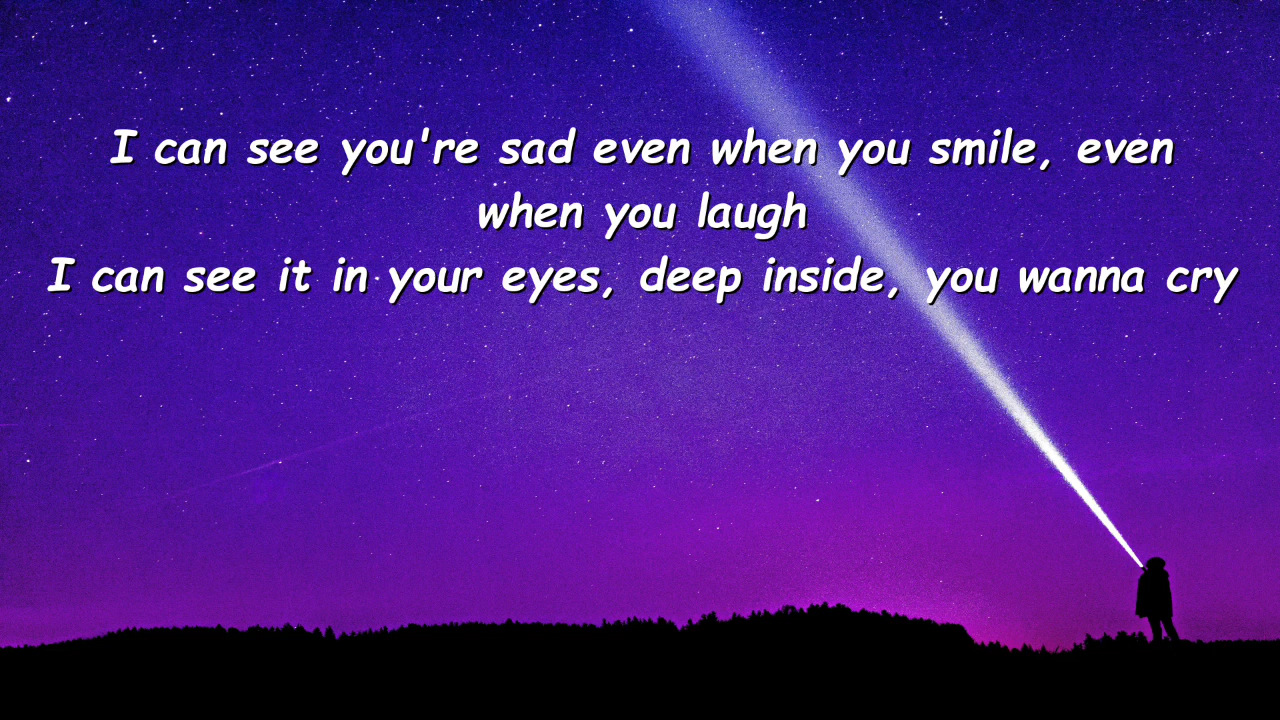 I can see you're sad even when you smile, even
when you laugh
I can see it in your eyes, deep inside, you wanna cry